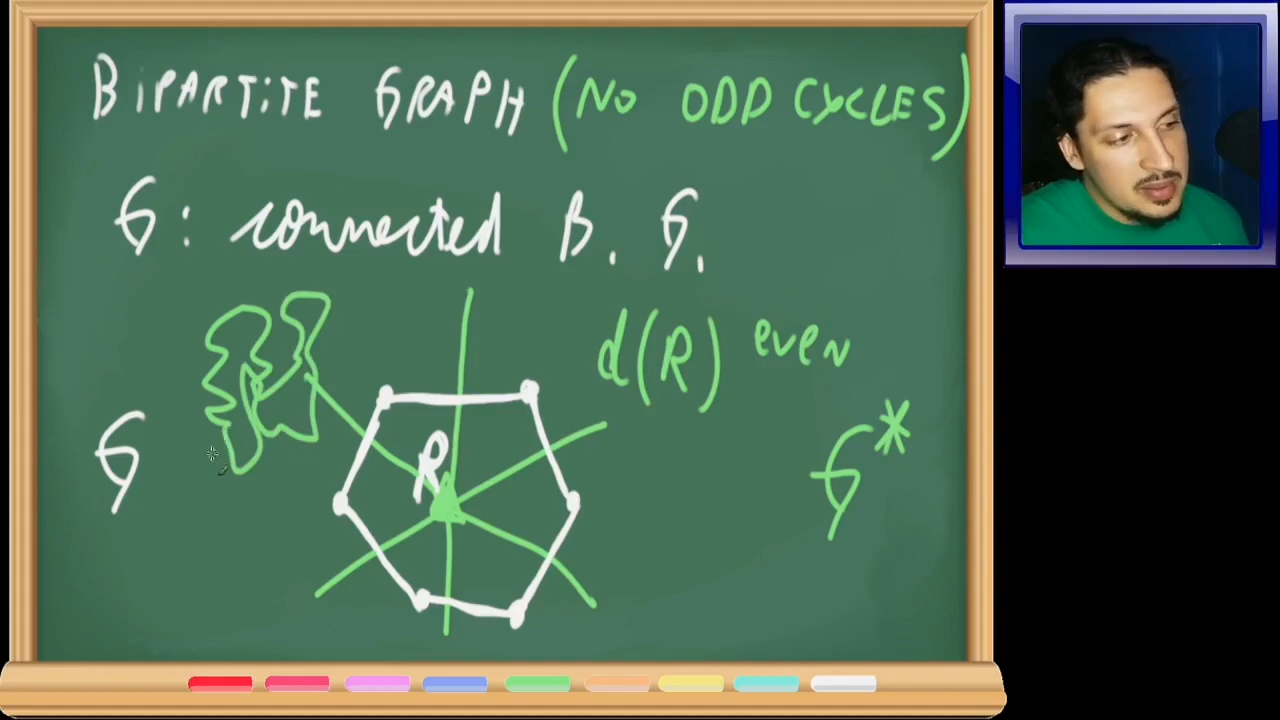 BIPARTITE GRAPH (NO ODD CYCLES)
G: connected B. G.
d(R) even
R
G
G*